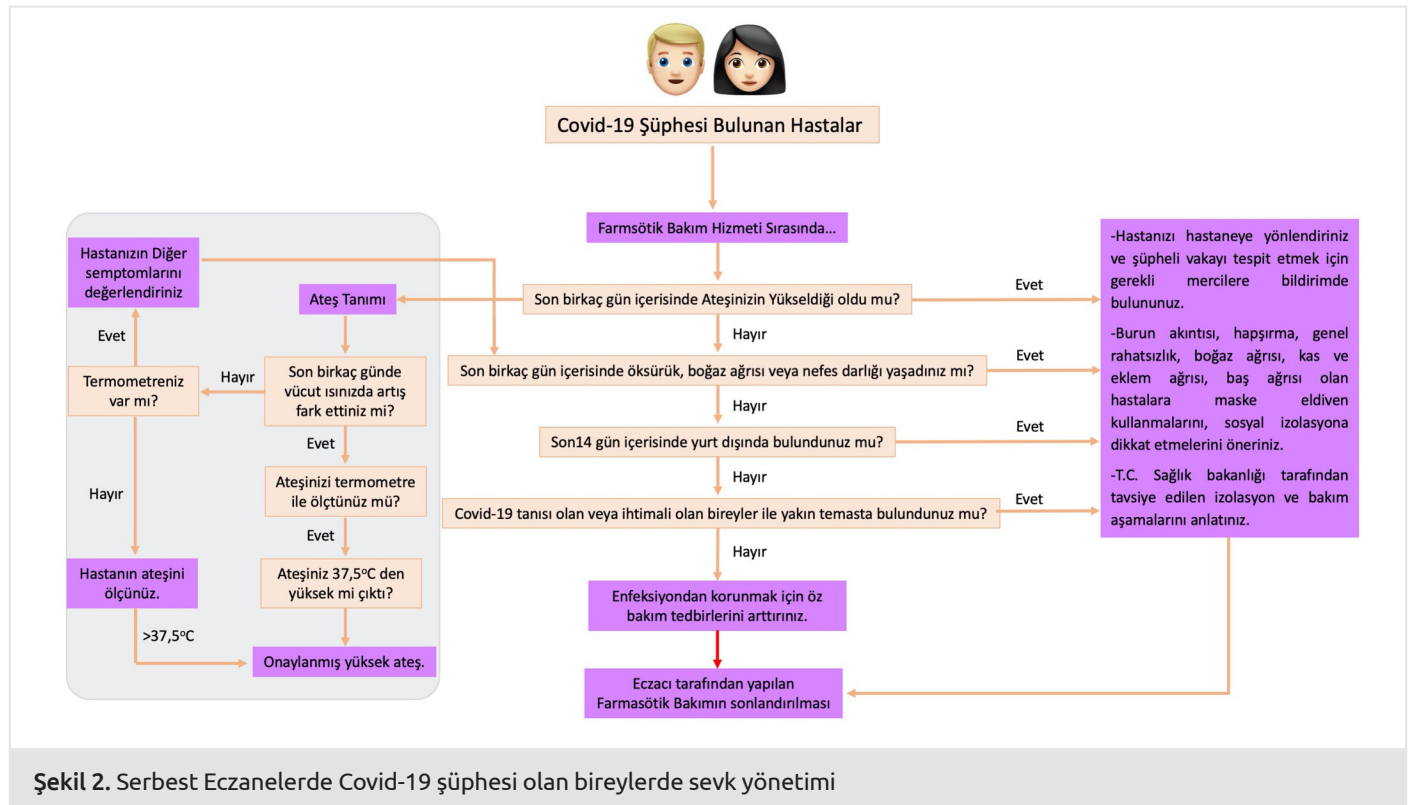 Covid-19 Şüphesi Bulunan Hastalar
Farmsötik Bakım Hizmeti Sırasında...
Son birkaç gün içerisinde Ateşinizin Yükseldiği oldu mu?
Evet
Hayır
Son birkaç gün içerisinde öksürük, boğaz ağrısı veya nefes darlığı yaşadınız mı?
Evet
Hayır
Son14 gün içerisinde yurt dışında bulundunuz mu?
Evet
Hayır
Covid-19 tanısı olan veya ihtimali olan bireyler ile yakın temasta bulundunuz mu?
Evet
Hayır
Enfeksiyondan korunmak için öz
bakım tedbirlerini arttırınız.
Eczacı tarafından yapılan
Farmasötik Bakımın sonlandırılması
-Hastanızı hastaneye yönlendiriniz
ve şüpheli vakayı tespit etmek için
gerekli mercilere bildirimde
bulununuz.
-Burun akıntısı, hapşırma, genel
rahatsızlık, boğaz ağrısı, kas ve
eklem ağrısı, baş ağrısı olan
hastalara maske eldiven
kullanmalarını, sosyal izolasyona
dikkat etmelerini öneriniz.
-T.C. Sağlık bakanlığı tarafından
tavsiye edilen izolasyon ve bakım
aşamalarını anlatınız.
Ateş Tanımı
Son birkaç günde
vücut ısınızda artış
fark ettiniz mi?
Hayır
Evet
Ateşinizi termometre
ile ölçtünüz mü?
Evet
Ateşiniz 37,5°C den
yüksek mi çıktı?
Onaylanmış yüksek ateş.
Hastanızın Diğer
semptomlarını
değerlendiriniz
Evet
Termometreniz
var mı?
Hayır
Hastanın ateşini
ölçünüz.
>37,5°C
Şekil 2. Serbest Eczanelerde Covid-19 şüphesi olan bireylerde sevk yönetimi